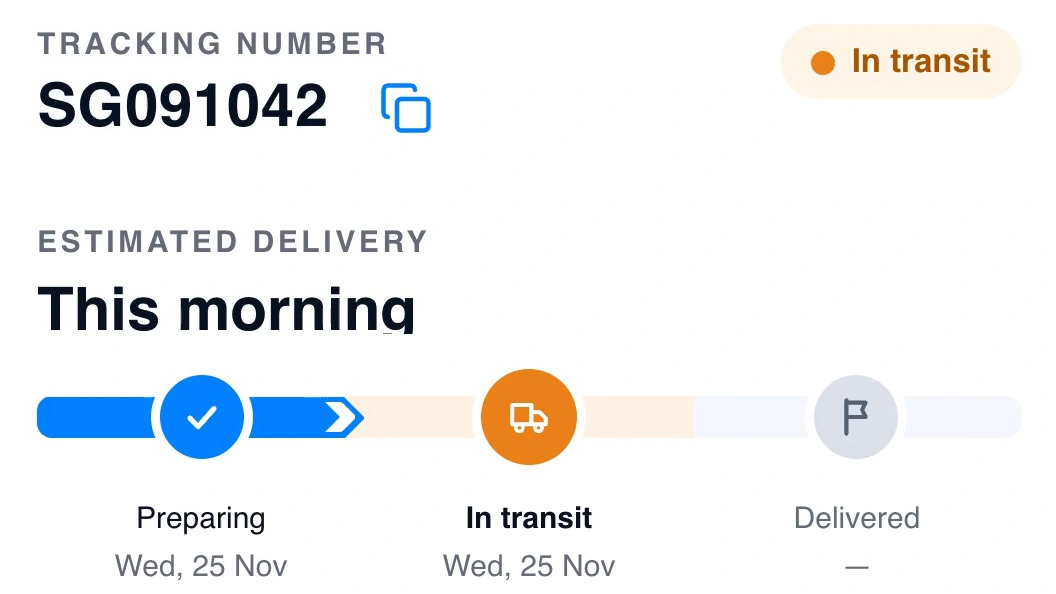 TRACKING NUMBER
In transit
SG091042
ESTIMATED DELIVERY
This morning
Preparing
In transit
Delivered
Wed, 25 Nov
Wed, 25 Nov
—